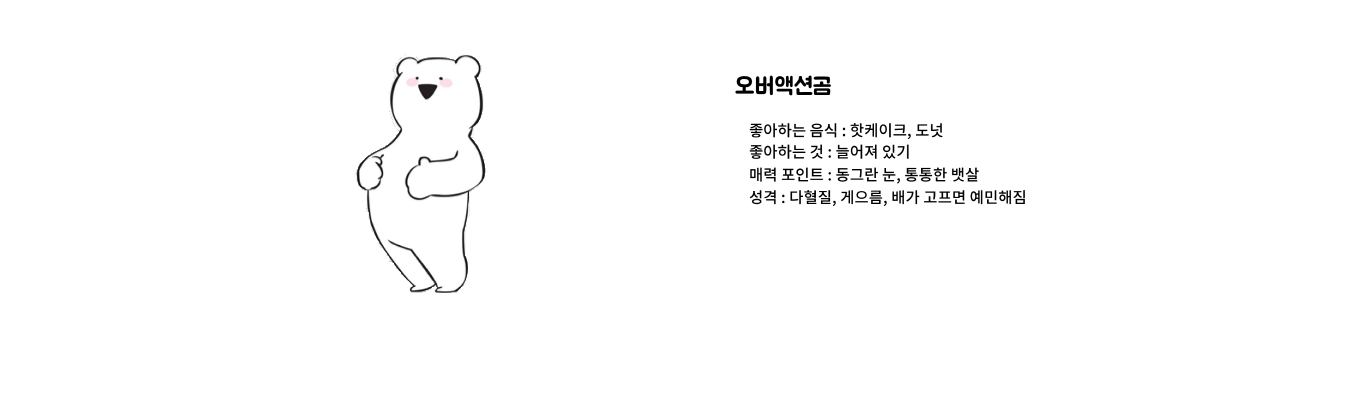 오버액션곰
좋아하는 음식 : 핫케이크, 도넛
좋아하는 것 : 늘어져 있기
매력 포인트 : 동그란 눈, 통통한 뱃살
성격 : 다혈질, 게으름, 배가 고프면 예민해짐